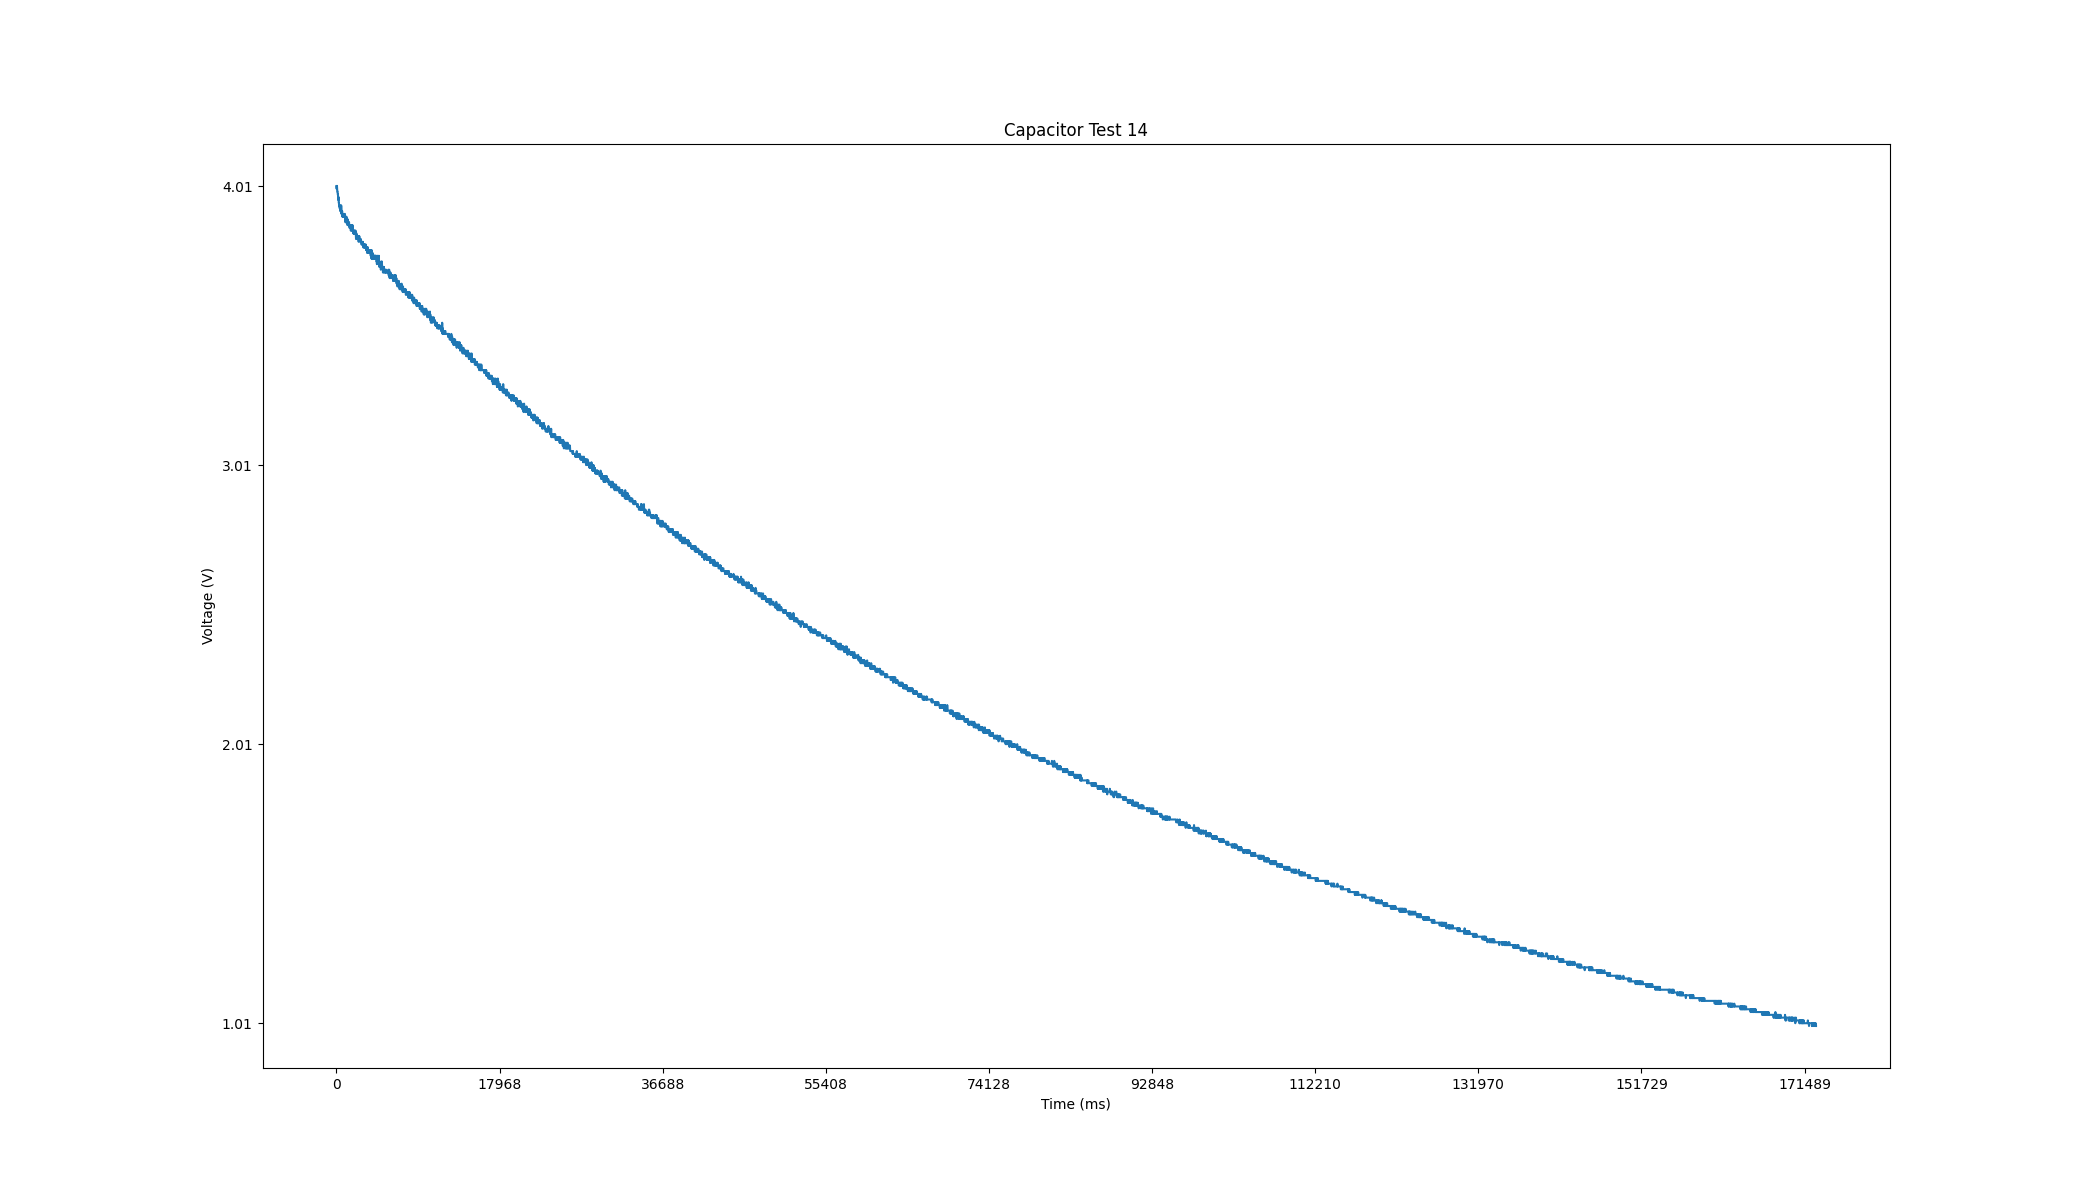 Capacitor Test 14
4.01
3.01
2.01
1.01
Voltage (V)
0 17968 36688 55408 74128 92848 112210 131970 151729 171489
Time (ms)